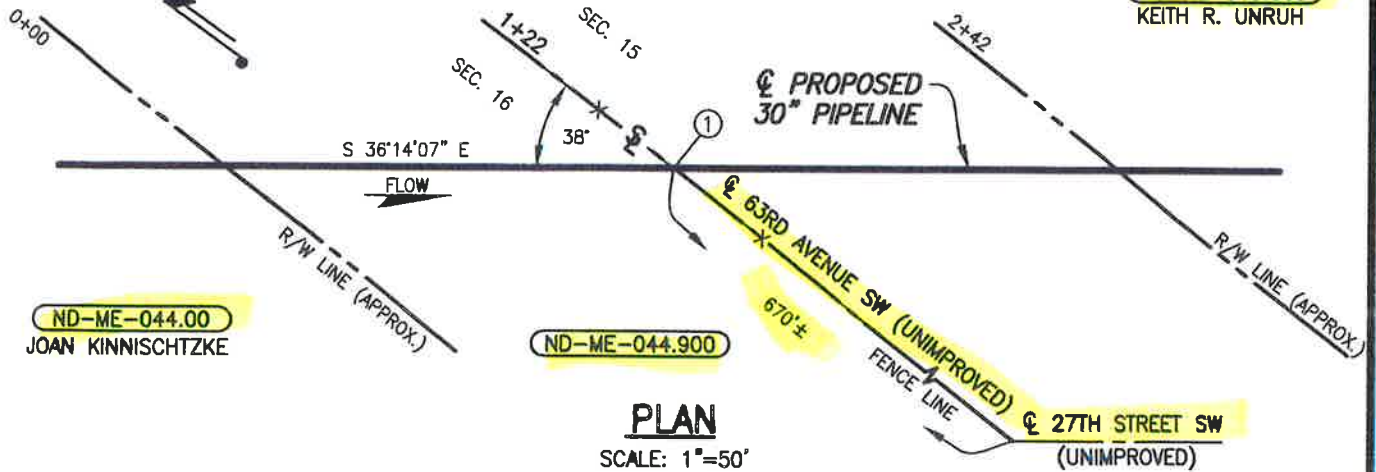 0+00
1+22
SEC. 15
SEC. 16
38°
2+42
KEITH R. UNRUH
℄ PROPOSED
30" PIPELINE
1
S 36°14'07" E
FLOW
℄ 63RD AVENUE SW (UNIMPROVED)
670'±
FENCE LINE
R/W LINE (APPROX.)
R/W LINE (APPROX.)
ND-ME-044.00
JOAN KINNISCHTZKE
ND-ME-044.900
℄ 27TH STREET SW
(UNIMPROVED)
PLAN
SCALE: 1"=50'